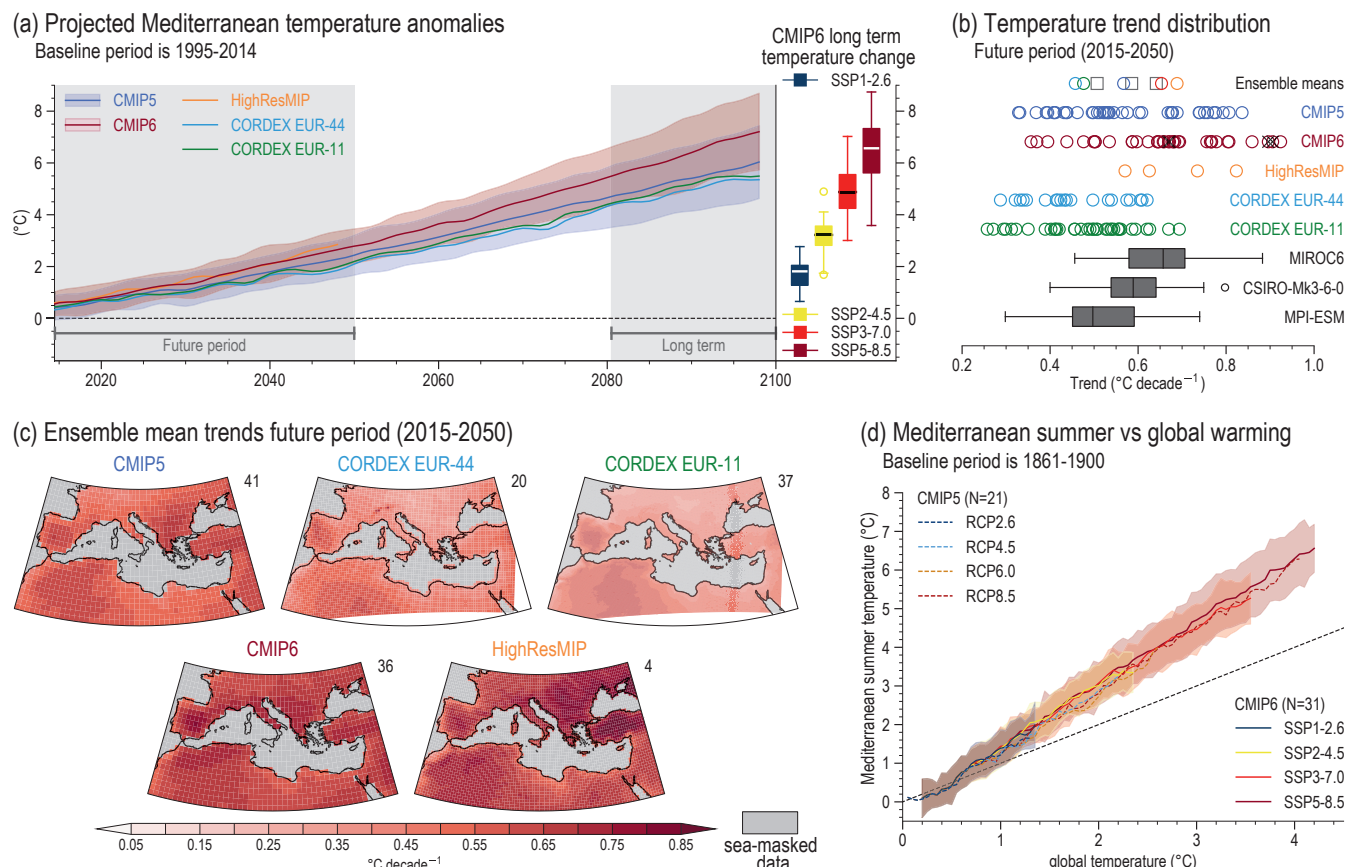 (a) Projected Mediterranean temperature anomalies
Baseline period is 1995-2014
CMIP6 long term
temperature change
SSP1-2.6
SSP2-4.5
SSP3-7.0
SSP5-8.5
CMIP5
CMIP6
HighResMIP
CORDEX EUR-44
CORDEX EUR-11
(°C)
8
6
4
2
0
8
6
4
2
0
Future period
Long term
2020
2040
2060
2080
2100
(b) Temperature trend distribution
Future period (2015-2050)
Ensemble means
CMIP5
CMIP6
HighResMIP
CORDEX EUR-44
CORDEX EUR-11
MIROC6
CSIRO-Mk3-6-0
MPI-ESM
0.2
0.4
0.6
0.8
1.0
Trend (°C decade⁻¹)
(c) Ensemble mean trends future period (2015-2050)
CMIP5
41
CORDEX EUR-44
20
CORDEX EUR-11
37
CMIP6
36
HighResMIP
4
0.05
0.15
0.25
0.35
0.45
0.55
0.65
0.75
0.85
°C decade⁻¹
sea-masked
data
(d) Mediterranean summer vs global warming
Baseline period is 1861-1900
Mediterranean summer temperature (°C)
8
7
6
5
4
3
2
1
0
CMIP5 (N=21)
RCP2.6
RCP4.5
RCP6.0
RCP8.5
CMIP6 (N=31)
SSP1-2.6
SSP2-4.5
SSP3-7.0
SSP5-8.5
0
1
2
3
4
global temperature (°C)